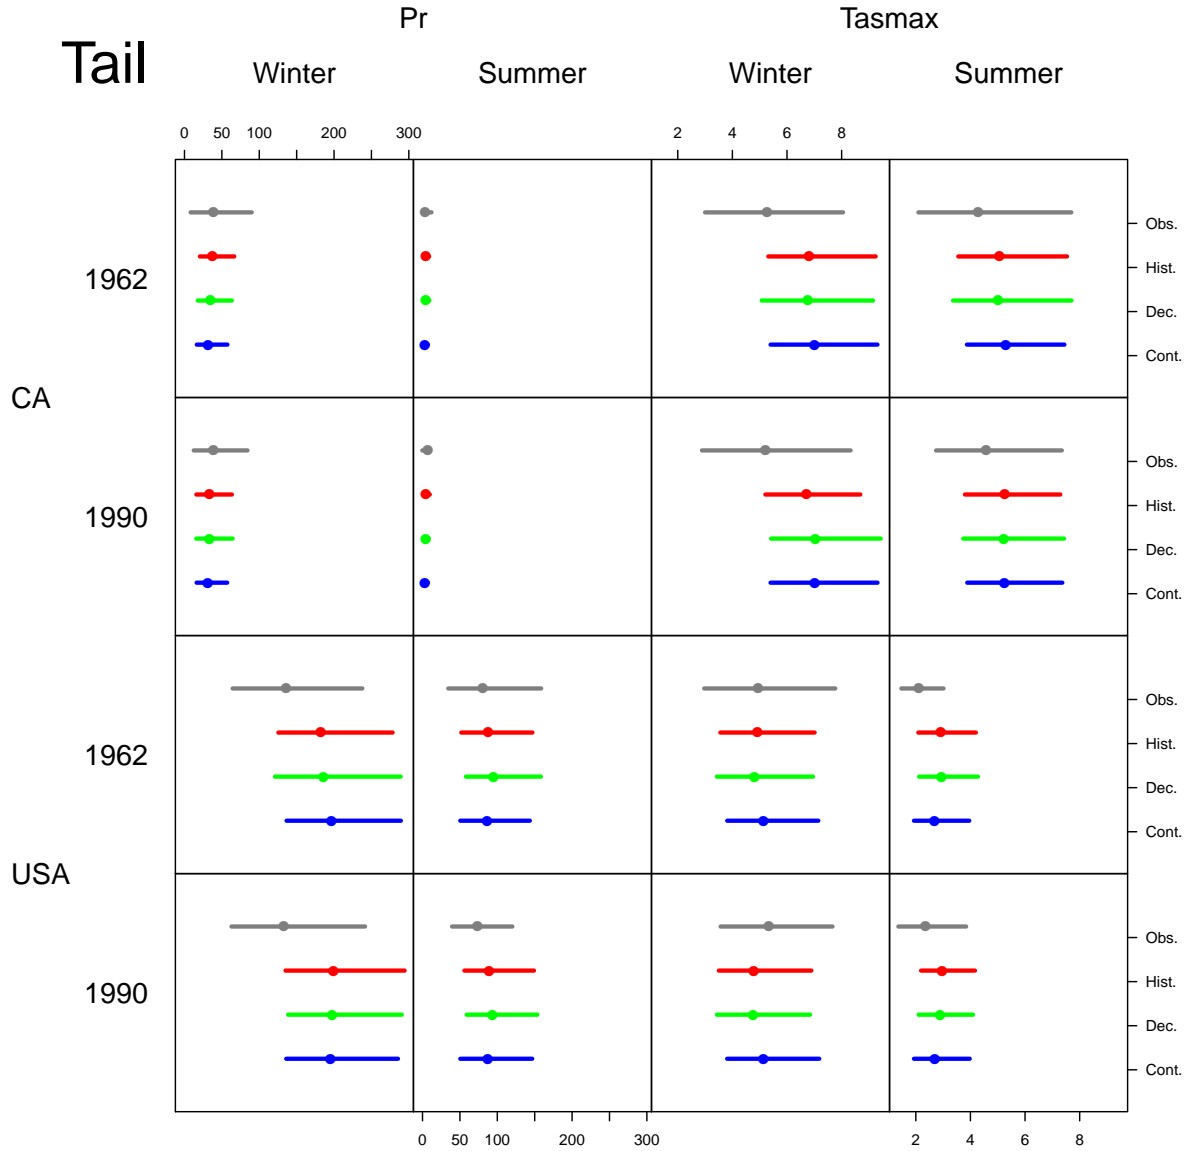 Pr Tasmax
Tail
Winter Summer Winter Summer
0 50 100 200 300 2 4 6 8
Obs.
Hist.
1962
Dec.
Cont.
CA
Obs.
Hist.
1990
Dec.
Cont.
Obs.
Hist.
1962
Dec.
Cont.
USA
Obs.
Hist.
1990
Dec.
Cont.
0 50 100 200 300 2 4 6 8